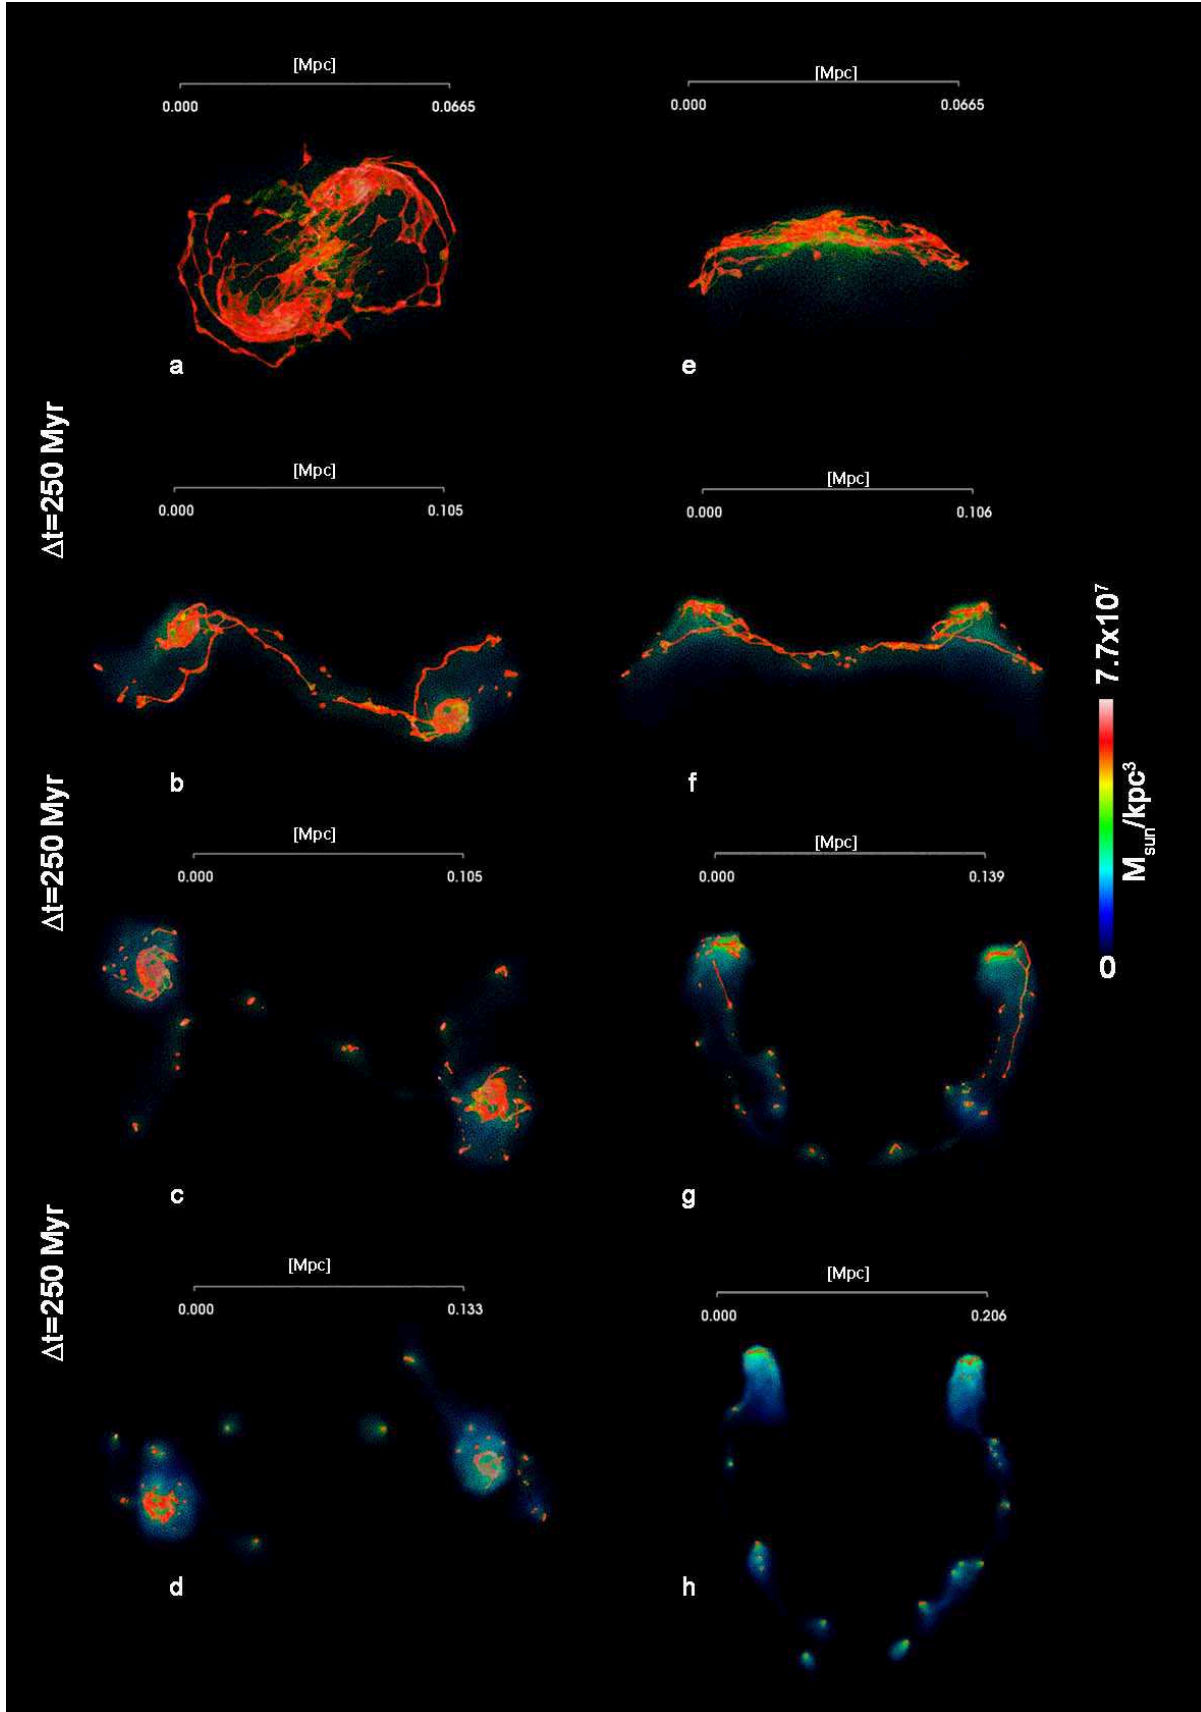 [Mpc]
0.000 0.0665
[Mpc]
0.000 0.0665
a
e
Δt=250 Myr
[Mpc]
0.000 0.105
[Mpc]
0.000 0.106
b
f
Δt=250 Myr
[Mpc]
0.000 0.105
[Mpc]
0.000 0.139
c
g
Δt=250 Myr
[Mpc]
0.000 0.133
[Mpc]
0.000 0.206
d
h
0 7.7x10⁷
M_sun/kpc³